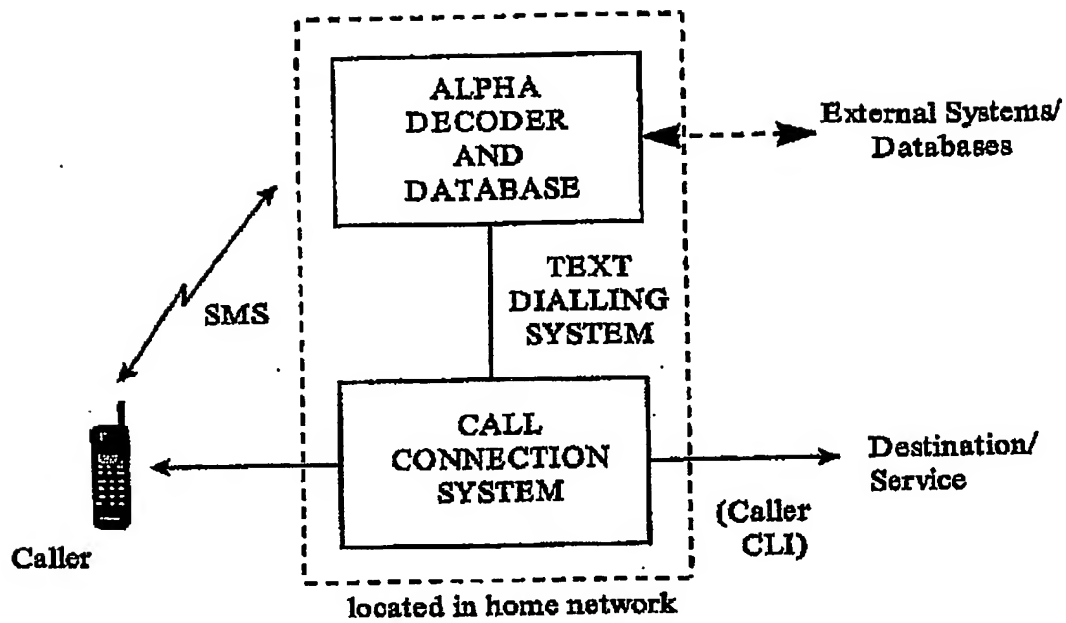 ALPHA
DECODER
AND
DATABASE
External Systems/
Databases
SMS
TEXT
DIALLING
SYSTEM
CALL
CONNECTION
SYSTEM
Destination/
Service
(Caller
CLI)
Caller
located in home network